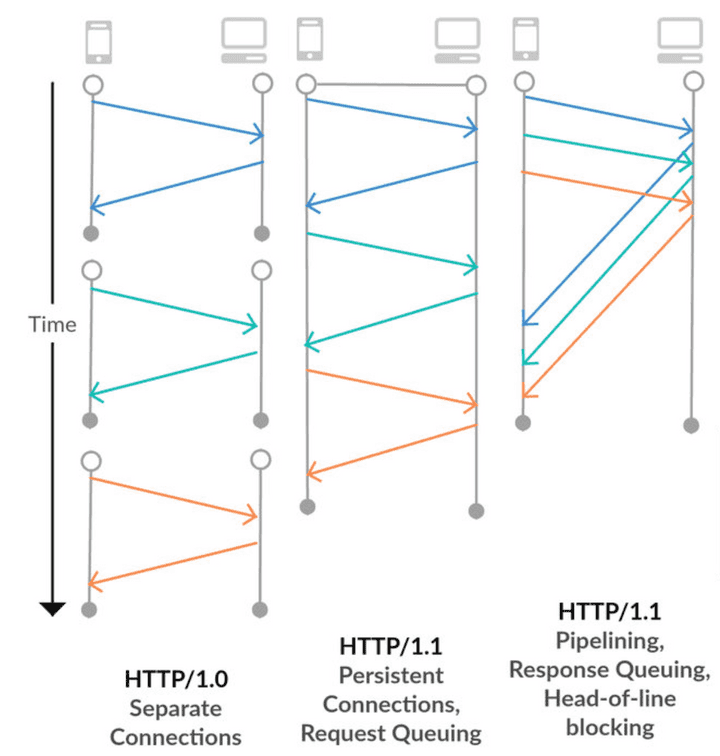 Time
HTTP/1.0
Separate
Connections
HTTP/1.1
Persistent
Connections,
Request Queuing
HTTP/1.1
Pipelining,
Response Queuing,
Head-of-line
blocking